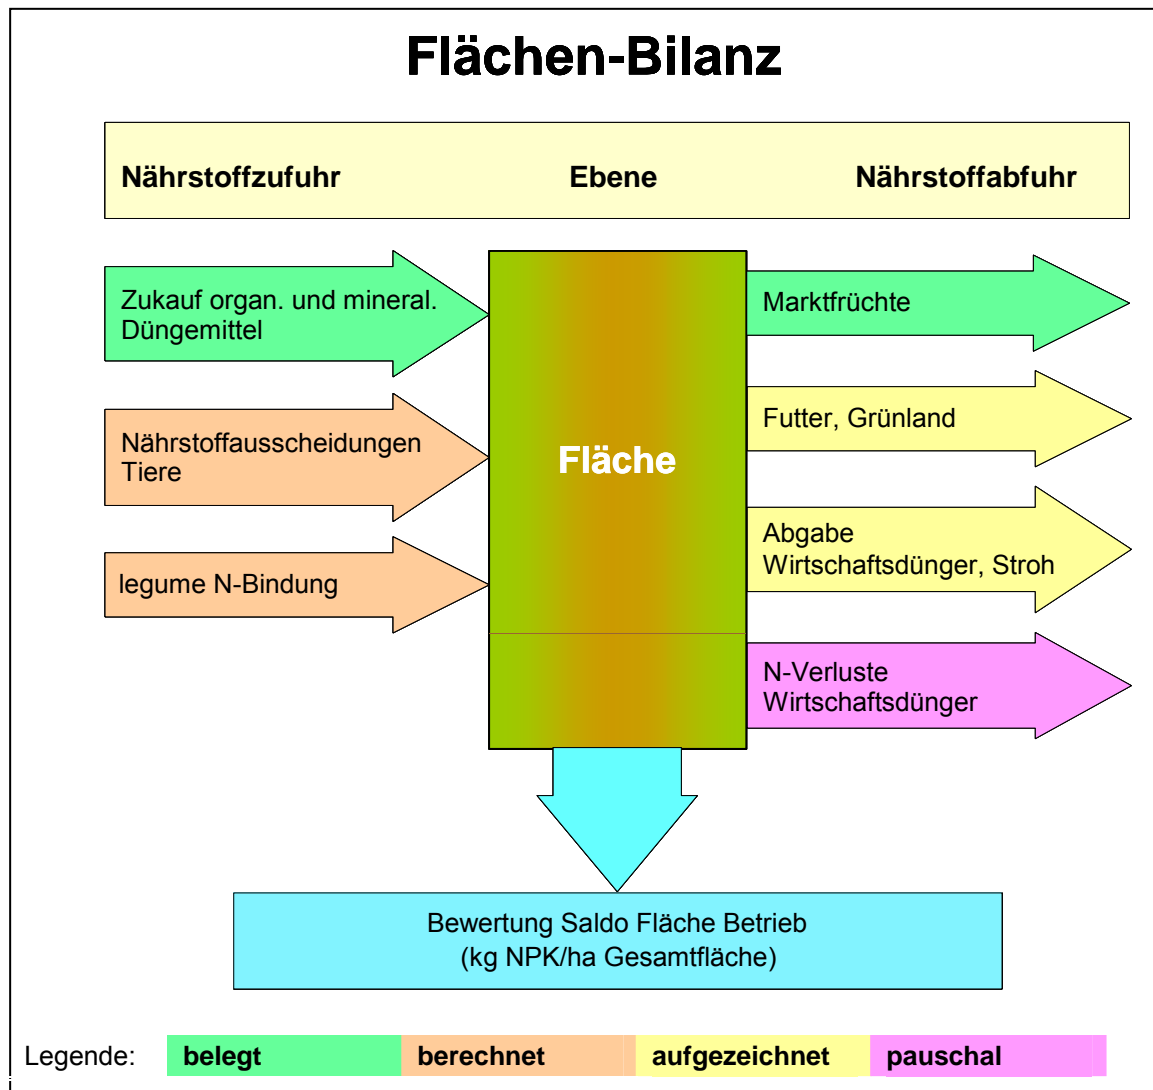 Flächen-Bilanz
Nährstoffzufuhr Ebene Nährstoffabfuhr
Zukauf organ. und mineral.
Düngemittel
Nährstoffausscheidungen
Tiere
legume N-Bindung
Fläche
Marktfrüchte
Futter, Grünland
Abgabe
Wirtschaftsdünger, Stroh
N-Verluste
Wirtschaftsdünger
Bewertung Saldo Fläche Betrieb
(kg NPK/ha Gesamtfläche)
Legende: belegt berechnet aufgezeichnet pauschal